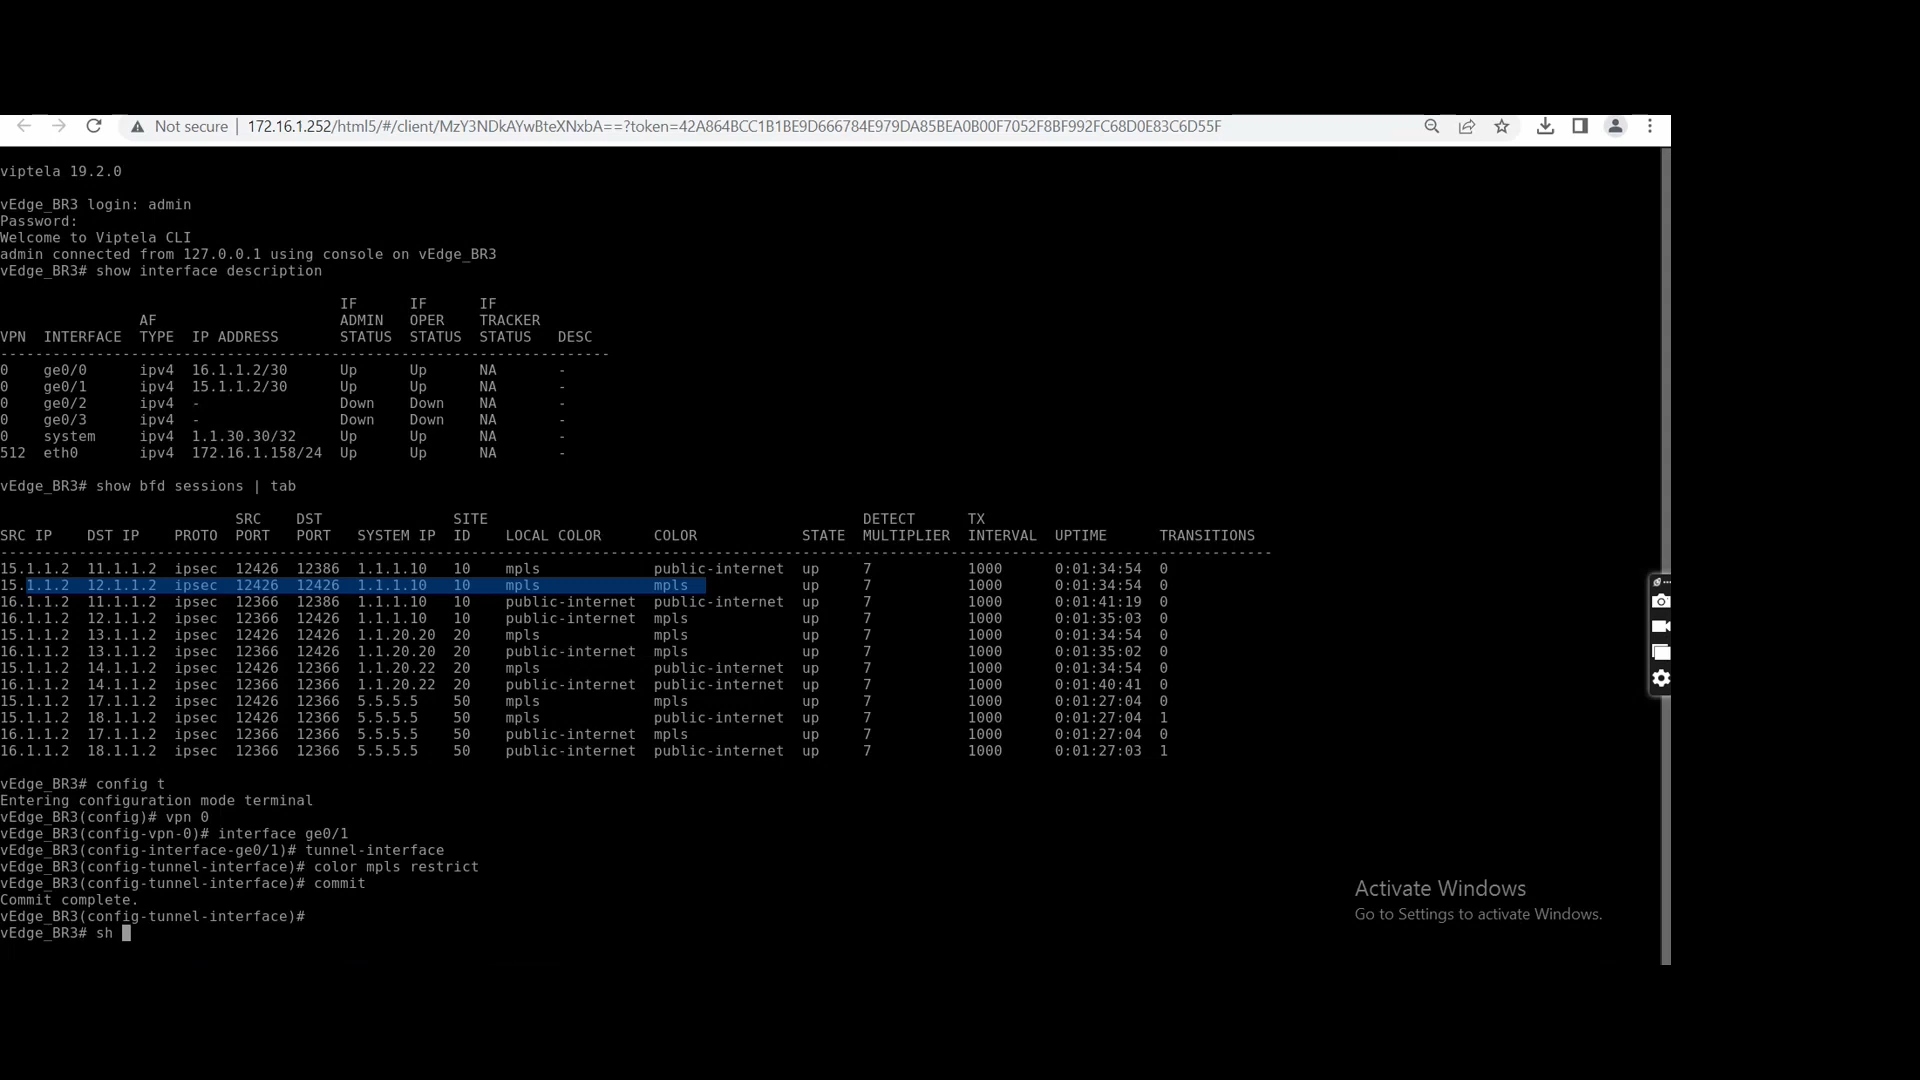 Not secure | 172.16.1.252/html5/#/client/MzY3NDkAYwBteXNxbA==?token=42A864BCC1B1BE9D666784E979DA85BEA0B00F7052F8BF992FC68D0E83C6D55F
viptela 19.2.0
vEdge_BR3 login: admin
Password:
Welcome to Viptela CLI
admin connected from 127.0.0.1 using console on vEdge_BR3
vEdge_BR3# show interface description
IF IF IF
AF ADMIN OPER TRACKER
VPN INTERFACE TYPE IP ADDRESS STATUS STATUS STATUS DESC
----------------------------------------------------------------------
0 ge0/0 ipv4 16.1.1.2/30 Up Up NA -
0 ge0/1 ipv4 15.1.1.2/30 Up Up NA -
0 ge0/2 ipv4 - Down Down NA -
0 ge0/3 ipv4 - Down Down NA -
0 system ipv4 1.1.30.30/32 Up Up NA -
512 eth0 ipv4 172.16.1.158/24 Up Up NA -
vEdge_BR3# show bfd sessions | tab
SRC DST SITE DETECT TX
SRC IP DST IP PROTO PORT PORT SYSTEM IP ID LOCAL COLOR COLOR STATE MULTIPLIER INTERVAL UPTIME TRANSITIONS
--------------------------------------------------------------------------------------------------------------------------------------------------
15.1.1.2 11.1.1.2 ipsec 12426 12386 1.1.1.10 10 mpls public-internet up 7 1000 0:01:34:54 0
15.1.1.2 12.1.1.2 ipsec 12426 12426 1.1.1.10 10 mpls mpls up 7 1000 0:01:34:54 0
16.1.1.2 11.1.1.2 ipsec 12366 12386 1.1.1.10 10 public-internet public-internet up 7 1000 0:01:41:19 0
16.1.1.2 12.1.1.2 ipsec 12366 12426 1.1.1.10 10 public-internet mpls up 7 1000 0:01:35:03 0
15.1.1.2 13.1.1.2 ipsec 12426 12426 1.1.20.20 20 mpls mpls up 7 1000 0:01:34:54 0
16.1.1.2 13.1.1.2 ipsec 12366 12426 1.1.20.20 20 public-internet mpls up 7 1000 0:01:35:02 0
15.1.1.2 14.1.1.2 ipsec 12426 12366 1.1.20.22 20 mpls public-internet up 7 1000 0:01:34:54 0
16.1.1.2 14.1.1.2 ipsec 12366 12366 1.1.20.22 20 public-internet public-internet up 7 1000 0:01:40:41 0
15.1.1.2 17.1.1.2 ipsec 12426 12366 5.5.5.5 50 mpls mpls up 7 1000 0:01:27:04 0
15.1.1.2 18.1.1.2 ipsec 12426 12366 5.5.5.5 50 mpls public-internet up 7 1000 0:01:27:04 1
16.1.1.2 17.1.1.2 ipsec 12366 12366 5.5.5.5 50 public-internet mpls up 7 1000 0:01:27:04 0
16.1.1.2 18.1.1.2 ipsec 12366 12366 5.5.5.5 50 public-internet public-internet up 7 1000 0:01:27:03 1
vEdge_BR3# config t
Entering configuration mode terminal
vEdge_BR3(config)# vpn 0
vEdge_BR3(config-vpn-0)# interface ge0/1
vEdge_BR3(config-interface-ge0/1)# tunnel-interface
vEdge_BR3(config-tunnel-interface)# color mpls restrict
vEdge_BR3(config-tunnel-interface)# commit
Commit complete.
vEdge_BR3(config-tunnel-interface)#
vEdge_BR3# sh
Activate Windows
Go to Settings to activate Windows.